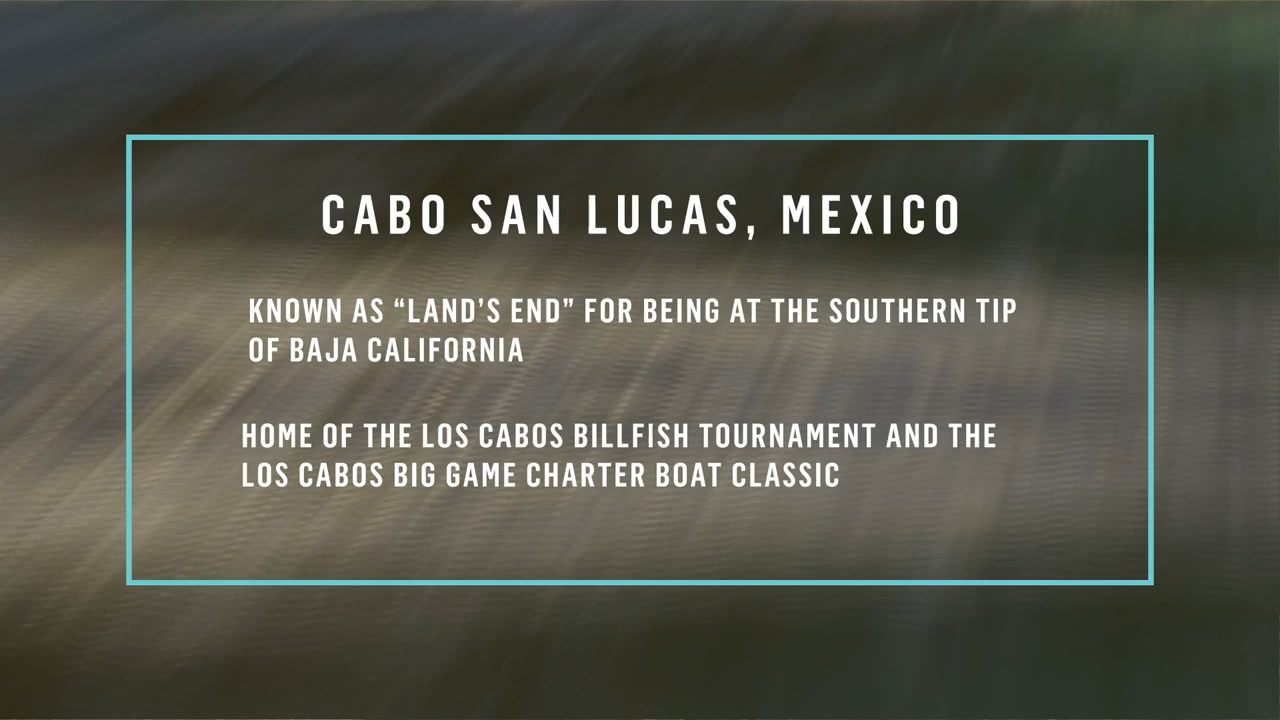 CABO SAN LUCAS, MEXICO
KNOWN AS “LAND’S END” FOR BEING AT THE SOUTHERN TIP
OF BAJA CALIFORNIA
HOME OF THE LOS CABOS BILLFISH TOURNAMENT AND THE
LOS CABOS BIG GAME CHARTER BOAT CLASSIC